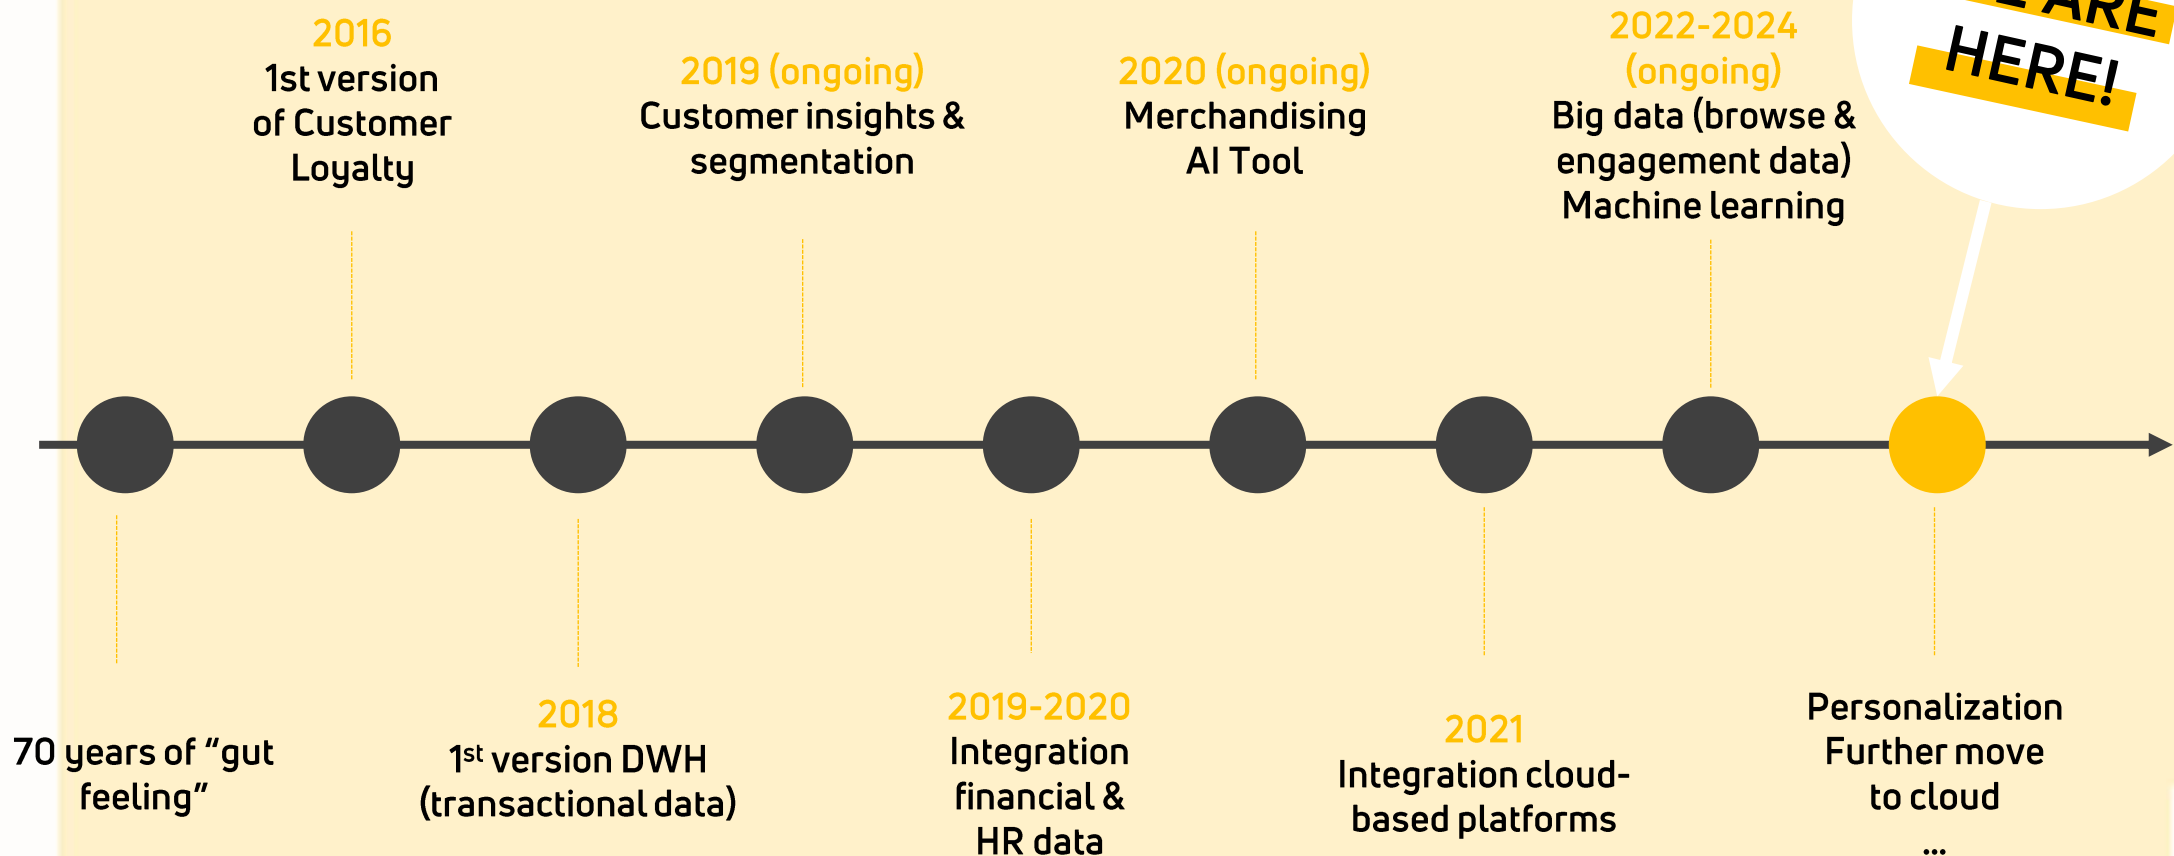 2016
1st version
of Customer
Loyalty
2019 (ongoing)
Customer insights &
segmentation
2020 (ongoing)
Merchandising
AI Tool
2022-2024
(ongoing)
Big data (browse &
engagement data)
Machine learning
ARE
HERE!
70 years of “gut
feeling”
2018
1st version DWH
(transactional data)
2019-2020
Integration
financial &
HR data
2021
Integration cloud-
based platforms
Personalization
Further move
to cloud
...